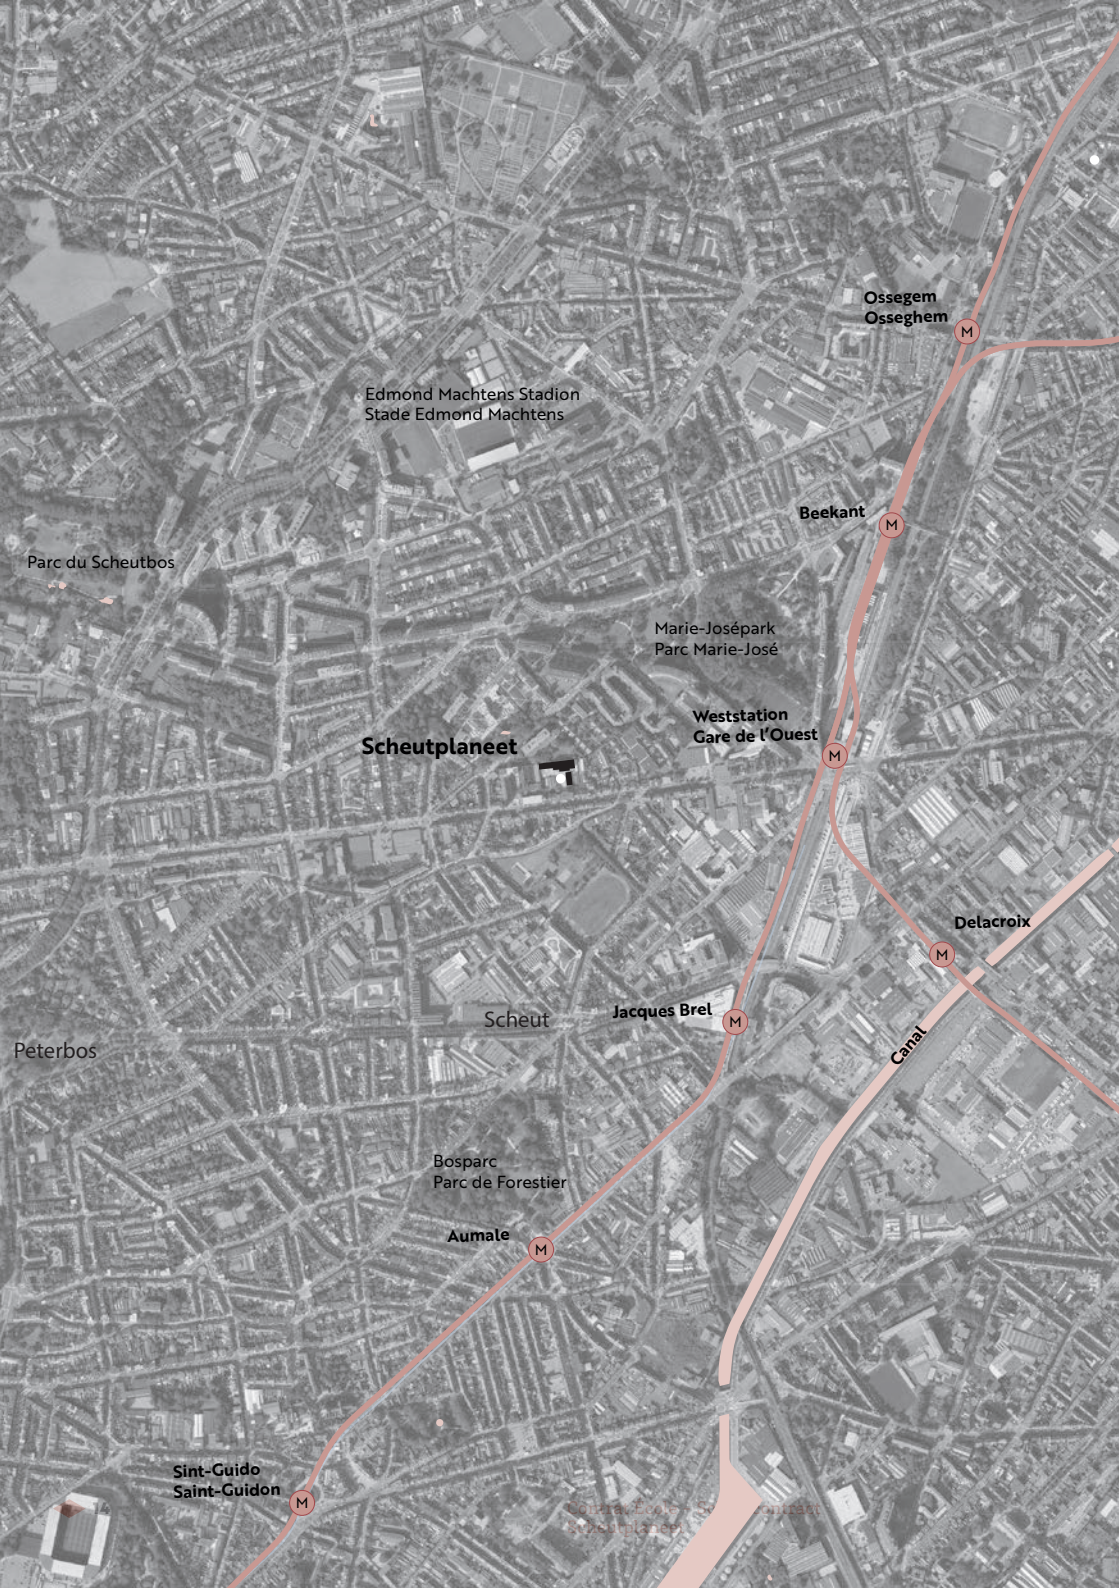 Ossegem
Osseghem
M
Edmond Machtens Stadion
Stade Edmond Machtens
Beekant
M
Parc du Scheutbos
Marie-Josépark
Parc Marie-José
Weststation
Gare de l'Ouest
M
Scheutplaneet
Delacroix
M
Jacques Brel
M
Scheut
Canal
Peterbos
Bosparc
Parc de Forestier
Aumale
M
Sint-Guido
Saint-Guidon
M
Scheutplaneet